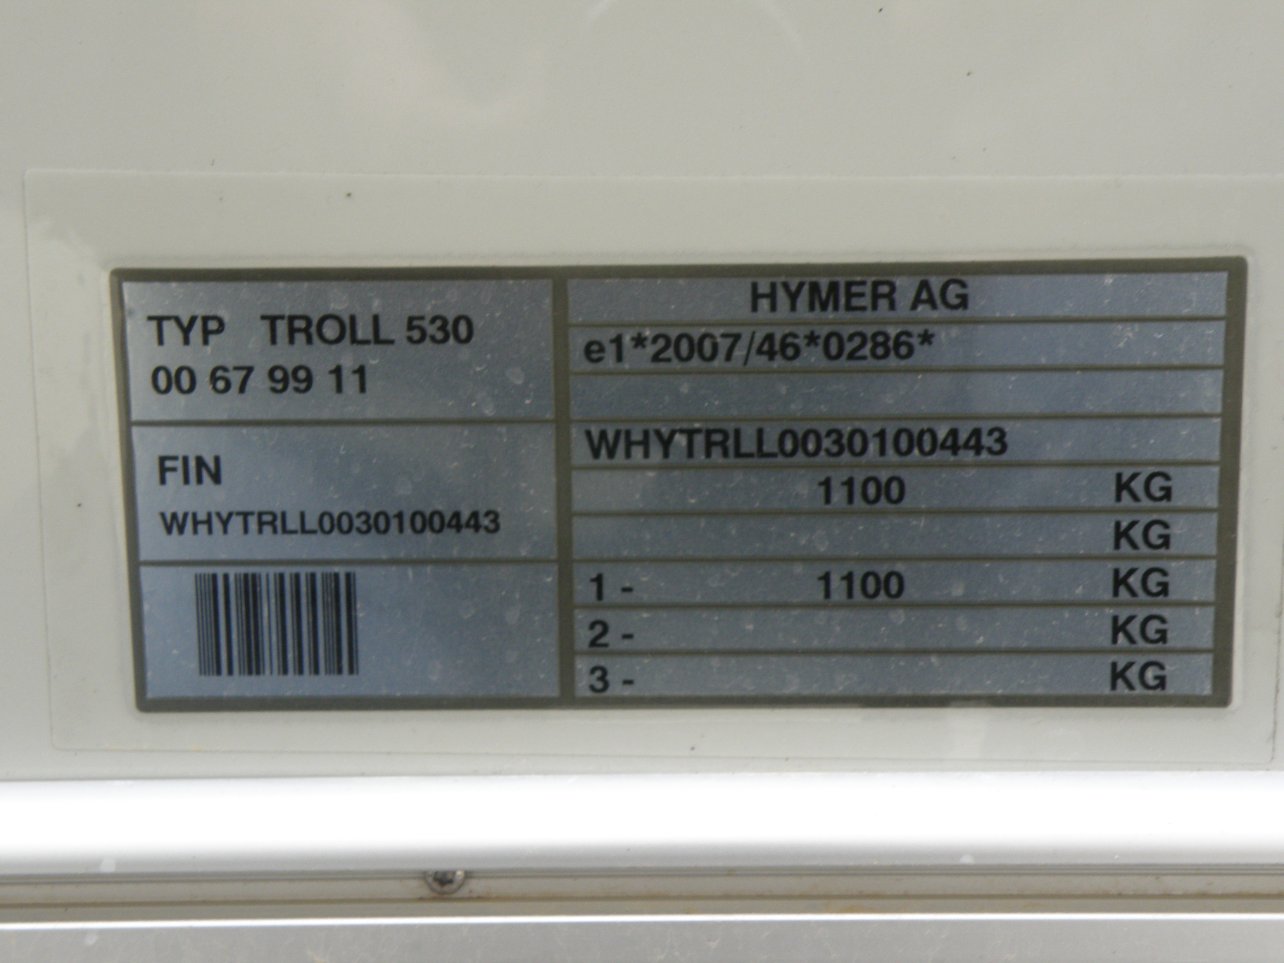 TYP TROLL 530
00 67 99 11
FIN
WHYTRLL0030100443
HYMER AG
e1*2007/46*0286*
WHYTRLL0030100443
1100 KG
KG
1 - 1100 KG
2 - KG
3 - KG